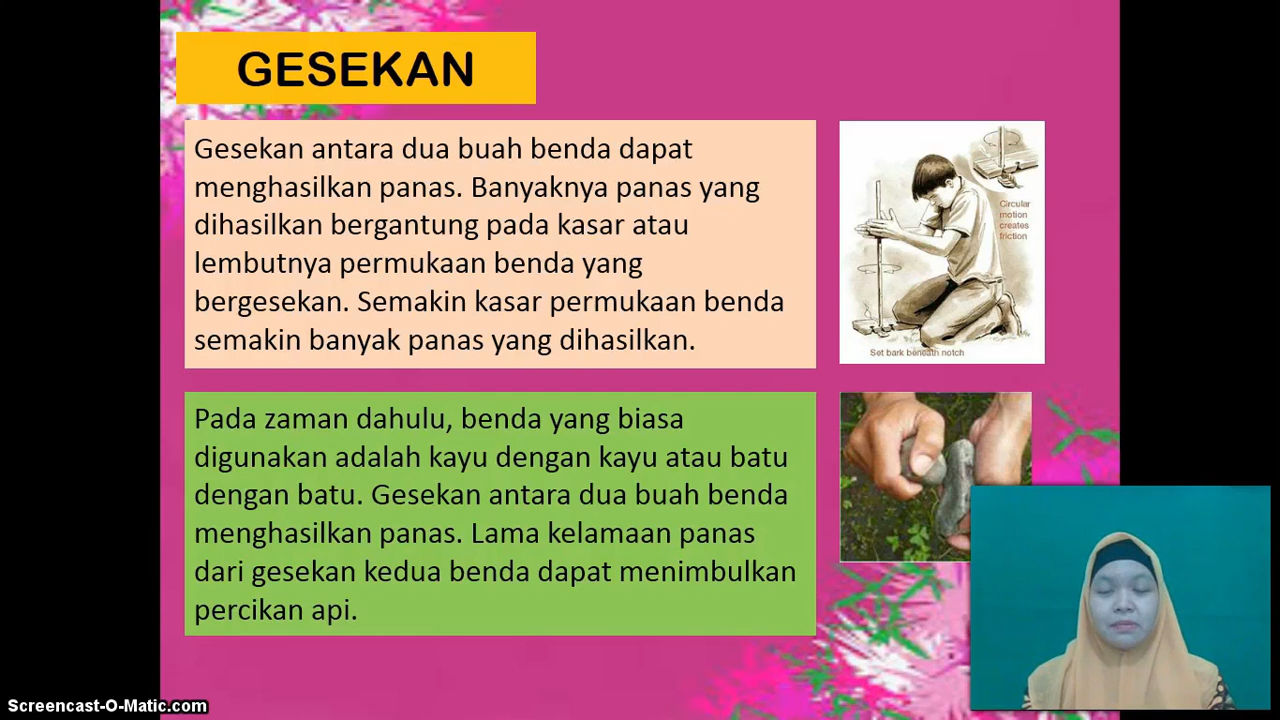 GESEKAN
Gesekan antara dua buah benda dapat
menghasilkan panas. Banyaknya panas yang
dihasilkan bergantung pada kasar atau
lembutnya permukaan benda yang
bergesekan. Semakin kasar permukaan benda
semakin banyak panas yang dihasilkan.
Circular
motion
creates
friction
Set bark beneath notch
Pada zaman dahulu, benda yang biasa
digunakan adalah kayu dengan kayu atau batu
dengan batu. Gesekan antara dua buah benda
menghasilkan panas. Lama kelamaan panas
dari gesekan kedua benda dapat menimbulkan
percikan api.
Screencast-O-Matic.com